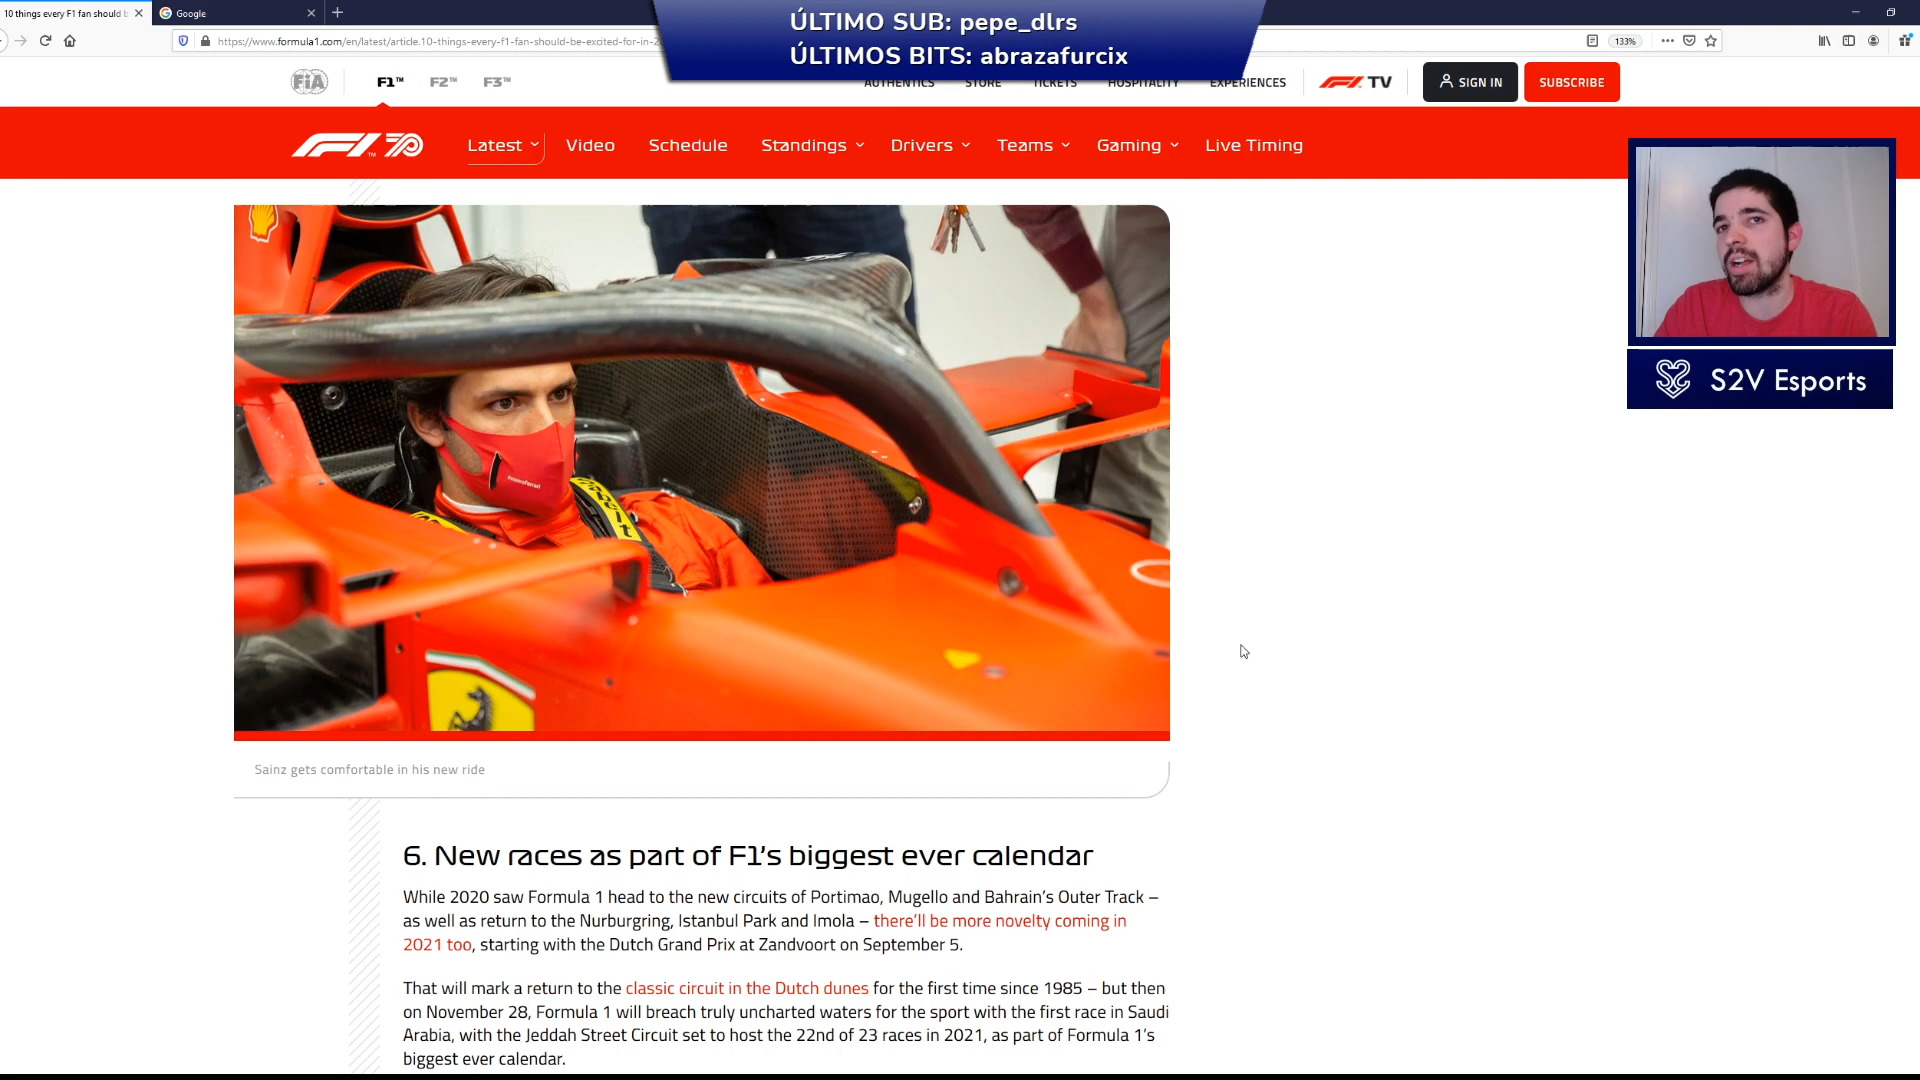 10 things every F1 fan should b
Google
ÚLTIMO SUB: pepe_dlrs
ÚLTIMOS BITS: abrazafurcix
https://www.formula1.com/en/latest/article.10-things-every-f1-fan-should-be-excited-for-in-2
133%
FIA
F1™
F2™
F3™
AUTHENTICS
STORE
TICKETS
HOSPITALITY
EXPERIENCES
F1 TV
SIGN IN
SUBSCRIBE
F1 70
Latest
Video
Schedule
Standings
Drivers
Teams
Gaming
Live Timing
S2V Esports
Sabelt
Sainz gets comfortable in his new ride
6. New races as part of F1’s biggest ever calendar
While 2020 saw Formula 1 head to the new circuits of Portimao, Mugello and Bahrain’s Outer Track –
as well as return to the Nurburgring, Istanbul Park and Imola – there’ll be more novelty coming in
2021 too, starting with the Dutch Grand Prix at Zandvoort on September 5.
That will mark a return to the classic circuit in the Dutch dunes for the first time since 1985 – but then
on November 28, Formula 1 will breach truly uncharted waters for the sport with the first race in Saudi
Arabia, with the Jeddah Street Circuit set to host the 22nd of 23 races in 2021, as part of Formula 1’s
biggest ever calendar.